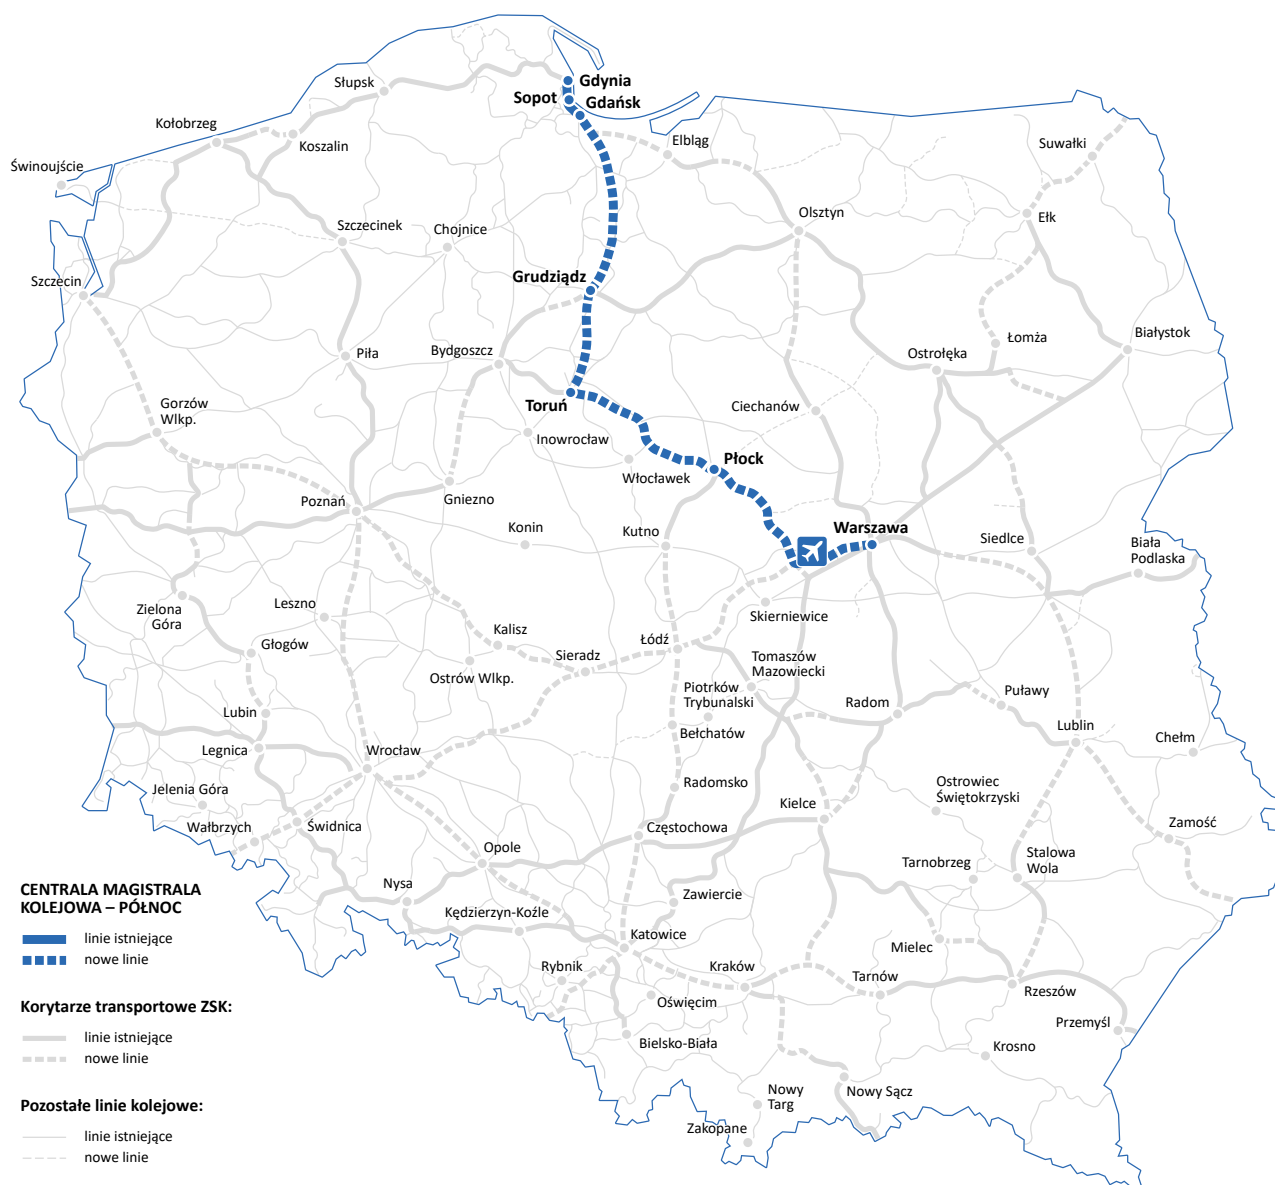 Gdynia
Słupsk
Sopot
Gdańsk
Kołobrzeg
Koszalin
Elbląg
Suwałki
Świnoujście
Szczecinek
Chojnice
Olsztyn
Ełk
Szczecin
Grudziądz
Piła
Bydgoszcz
Ostrołęka
Łomża
Białystok
Gorzów
Wlkp.
Toruń
Ciechanów
Inowrocław
Włocławek
Płock
Poznań
Gniezno
Konin
Kutno
Warszawa
Siedlce
Biała
Podlaska
Zielona
Góra
Leszno
Skierniewice
Głogów
Kalisz
Sieradz
Łódź
Ostrów Wlkp.
Tomaszów
Mazowiecki
Piotrków
Trybunalski
Radom
Puławy
Lubin
Legnica
Wrocław
Bełchatów
Lublin
Chełm
Jelenia Góra
Radomsko
Ostrowiec
Świętokrzyski
Kielce
Wałbrzych
Świdnica
Częstochowa
Zamość
Opole
Tarnobrzeg
Stalowa
Wola
Nysa
Zawiercie
Kędzierzyn-Koźle
Katowice
Mielec
Rybnik
Kraków
Tarnów
Oświęcim
Rzeszów
Przemyśl
Bielsko-Biała
Krosno
Nowy
Targ
Nowy Sącz
Zakopane
CENTRALA MAGISTRALA
KOLEJOWA – PÓŁNOC
linie istniejące
nowe linie
Korytarze transportowe ZSK:
linie istniejące
nowe linie
Pozostałe linie kolejowe:
linie istniejące
nowe linie